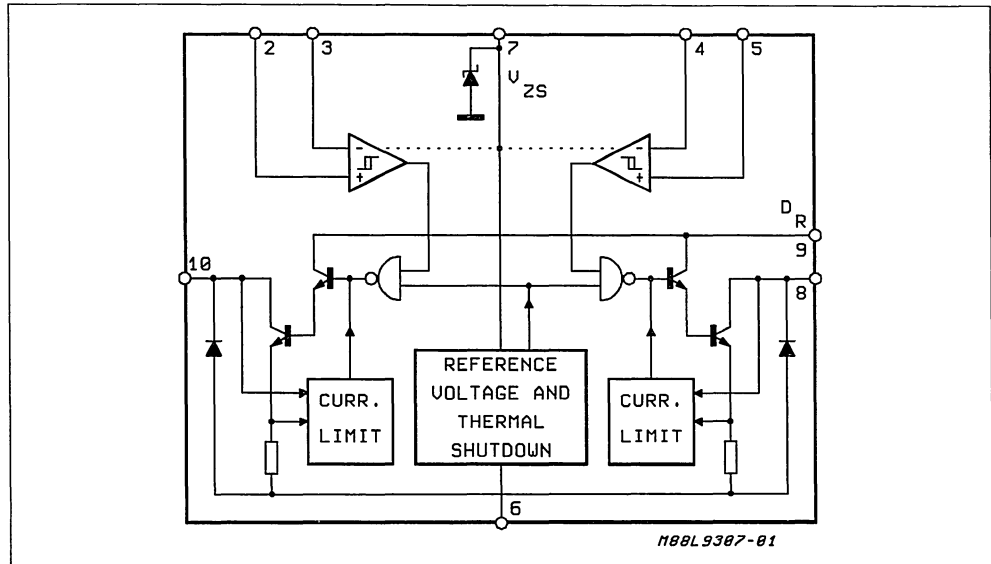 2 3 7 4 5
V ZS
- -
+ +
D R
9
10
8
REFERENCE
VOLTAGE AND
THERMAL
SHUTDOWN
CURR.
LIMIT
CURR.
LIMIT
6
M88L9307-01